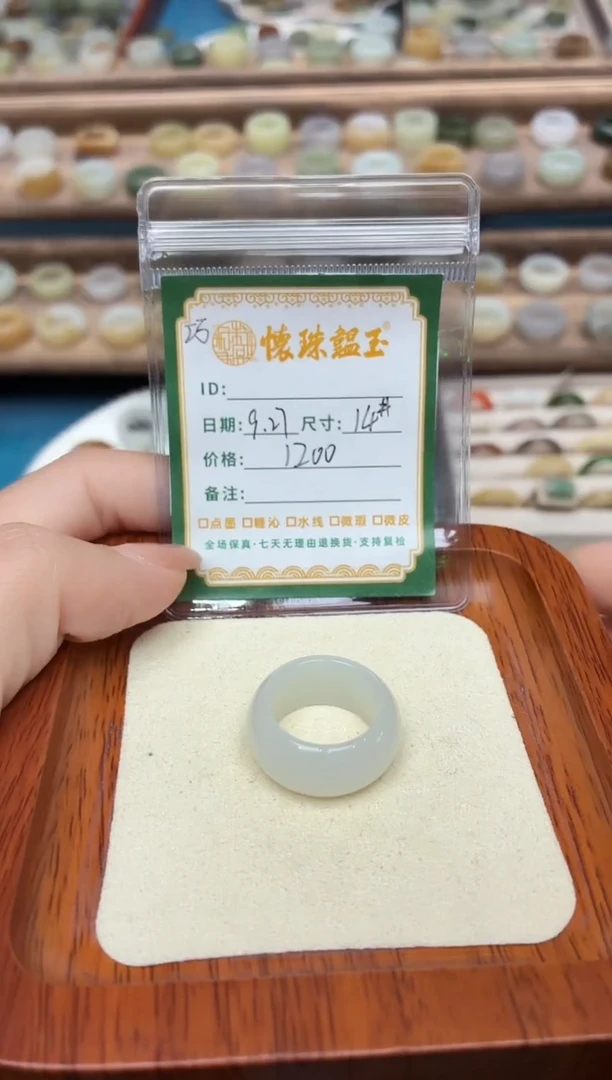 巧 懷珠韞玉
ID:
日期: 9.27 尺寸: 14#
价格: 1200
备注:
□点墨 □糖沁 □水线 □微瑕 □微皮
全场保真·七天无理由退换货·支持复检